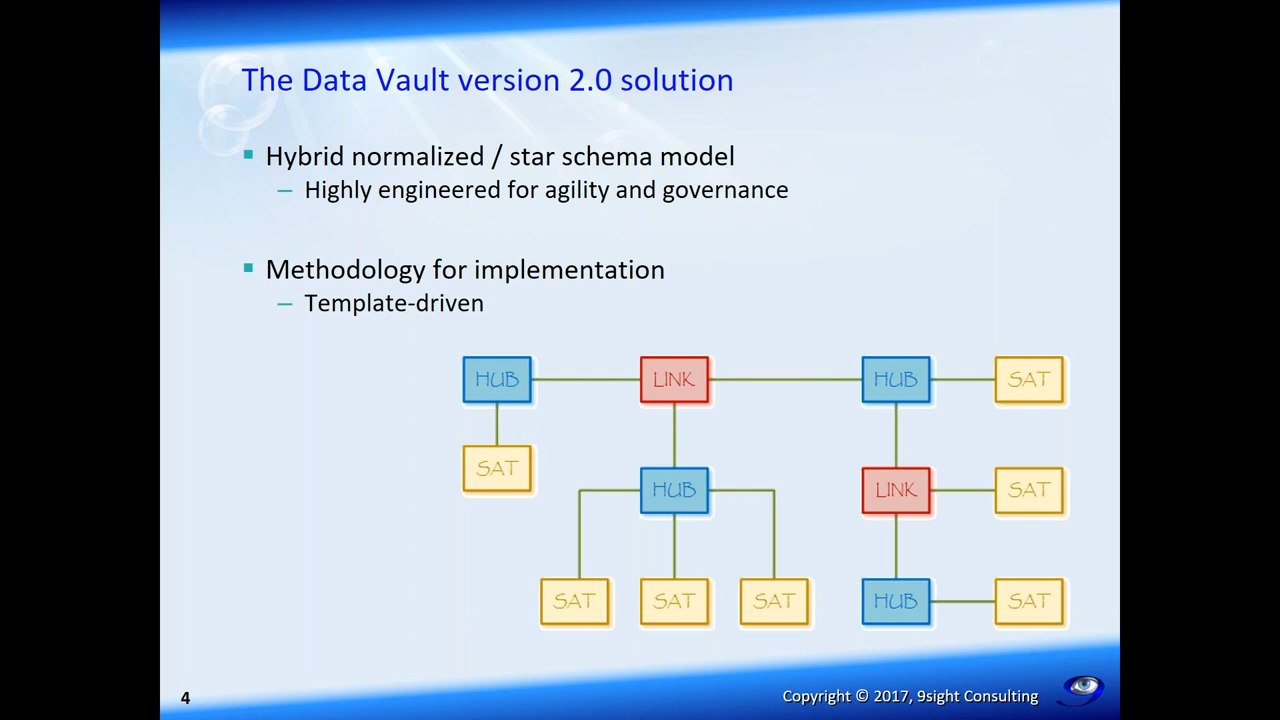 The Data Vault version 2.0 solution
▪ Hybrid normalized / star schema model
– Highly engineered for agility and governance
▪ Methodology for implementation
– Template-driven
HUB LINK HUB SAT
SAT
HUB LINK SAT
SAT SAT SAT HUB SAT
4
Copyright © 2017, 9sight Consulting